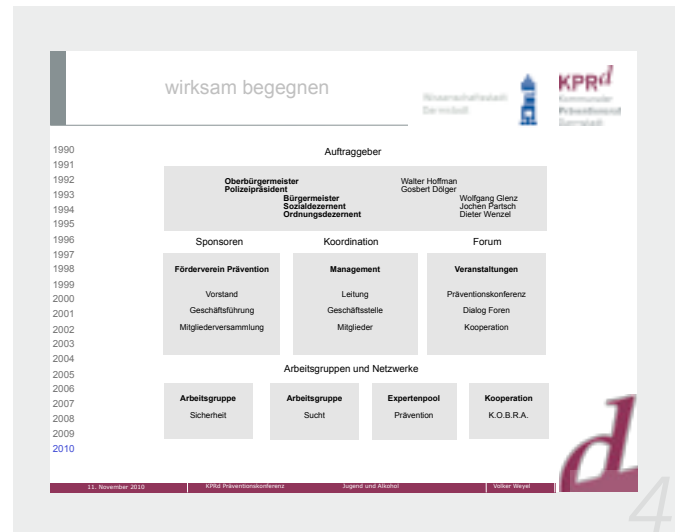 wirksam begegnen
Wissenschaftsstadt
Darmstadt
KPRd
Kommunaler
Präventionsrat
Darmstadt
1990
1991
1992
1993
1994
1995
1996
1997
1998
1999
2000
2001
2002
2003
2004
2005
2006
2007
2008
2009
2010
Auftraggeber
Oberbürgermeister Walter Hoffman
Polizeipräsident Gosbert Dölger
Bürgermeister Wolfgang Glenz
Sozialdezernent Jochen Partsch
Ordnungsdezernent Dieter Wenzel
Sponsoren Koordination Forum
Förderverein Prävention Management Veranstaltungen
Vorstand Leitung Präventionskonferenz
Geschäftsführung Geschäftsstelle Dialog Foren
Mitgliederversammlung Mitglieder Kooperation
Arbeitsgruppen und Netzwerke
Arbeitsgruppe Arbeitsgruppe Expertenpool Kooperation
Sicherheit Sucht Prävention K.O.B.R.A.
d
11. November 2010 KPRd Präventionskonferenz Jugend und Alkohol Volker Weyel
4